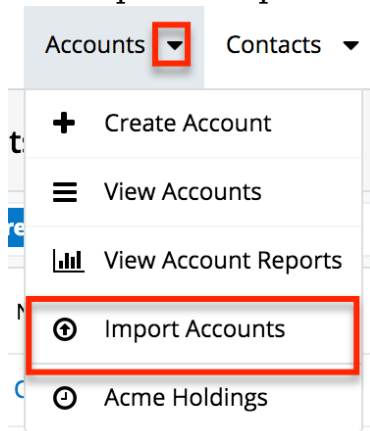 Accounts Contacts
Create Account
View Accounts
View Account Reports
Import Accounts
Acme Holdings